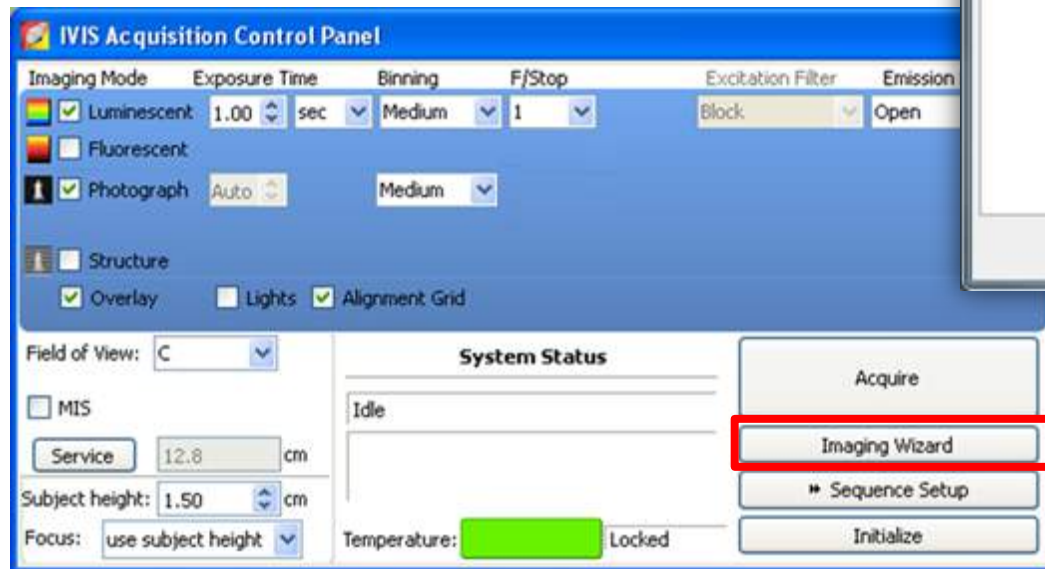 IVIS Acquisition Control Panel
Imaging Mode Exposure Time Binning F/Stop Excitation Filter Emission
Luminescent 1.00 sec Medium 1 Block Open
Fluorescent
Photograph Auto Medium
Structure
Overlay Lights Alignment Grid
Field of View: C
System Status
Acquire
MIS
Idle
Imaging Wizard
Service 12.8 cm
Sequence Setup
Subject height: 1.50 cm
Focus: use subject height
Temperature: Locked
Initialize